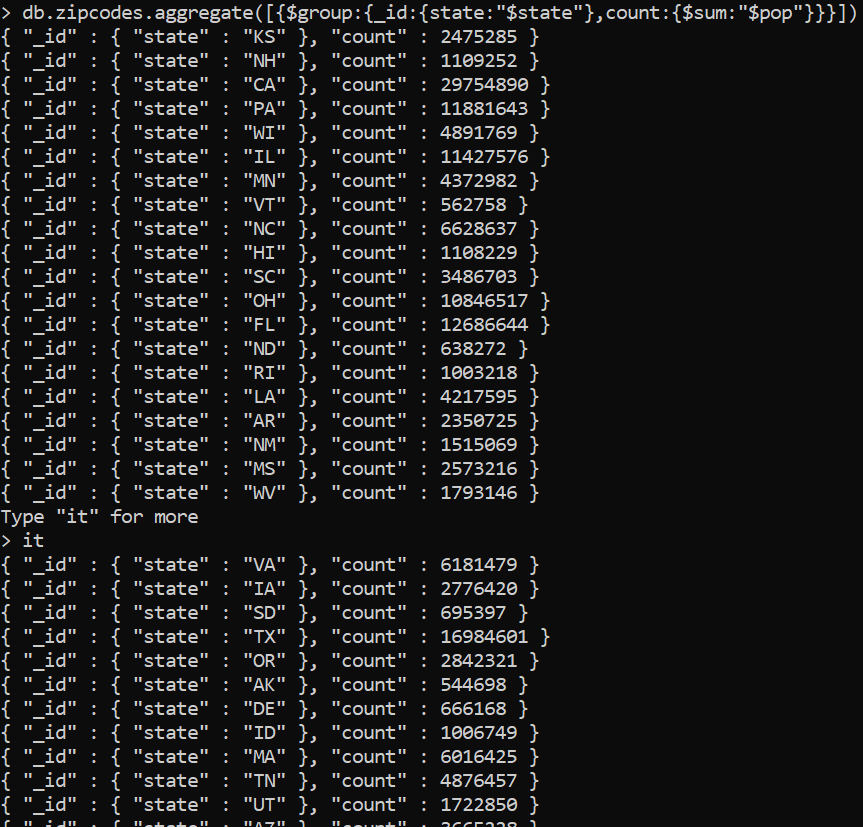 > db.zipcodes.aggregate([{$group:{_id:{state:"$state"},count:{$sum:"$pop"}}}])
{ "_id" : { "state" : "KS" }, "count" : 2475285 }
{ "_id" : { "state" : "NH" }, "count" : 1109252 }
{ "_id" : { "state" : "CA" }, "count" : 29754890 }
{ "_id" : { "state" : "PA" }, "count" : 11881643 }
{ "_id" : { "state" : "WI" }, "count" : 4891769 }
{ "_id" : { "state" : "IL" }, "count" : 11427576 }
{ "_id" : { "state" : "MN" }, "count" : 4372982 }
{ "_id" : { "state" : "VT" }, "count" : 562758 }
{ "_id" : { "state" : "NC" }, "count" : 6628637 }
{ "_id" : { "state" : "HI" }, "count" : 1108229 }
{ "_id" : { "state" : "SC" }, "count" : 3486703 }
{ "_id" : { "state" : "OH" }, "count" : 10846517 }
{ "_id" : { "state" : "FL" }, "count" : 12686644 }
{ "_id" : { "state" : "ND" }, "count" : 638272 }
{ "_id" : { "state" : "RI" }, "count" : 1003218 }
{ "_id" : { "state" : "LA" }, "count" : 4217595 }
{ "_id" : { "state" : "AR" }, "count" : 2350725 }
{ "_id" : { "state" : "NM" }, "count" : 1515069 }
{ "_id" : { "state" : "MS" }, "count" : 2573216 }
{ "_id" : { "state" : "WV" }, "count" : 1793146 }
Type "it" for more
> it
{ "_id" : { "state" : "VA" }, "count" : 6181479 }
{ "_id" : { "state" : "IA" }, "count" : 2776420 }
{ "_id" : { "state" : "SD" }, "count" : 695397 }
{ "_id" : { "state" : "TX" }, "count" : 16984601 }
{ "_id" : { "state" : "OR" }, "count" : 2842321 }
{ "_id" : { "state" : "AK" }, "count" : 544698 }
{ "_id" : { "state" : "DE" }, "count" : 666168 }
{ "_id" : { "state" : "ID" }, "count" : 1006749 }
{ "_id" : { "state" : "MA" }, "count" : 6016425 }
{ "_id" : { "state" : "TN" }, "count" : 4876457 }
{ "_id" : { "state" : "UT" }, "count" : 1722850 }
{ "_id" : { "state" : "AZ" }, "count" :